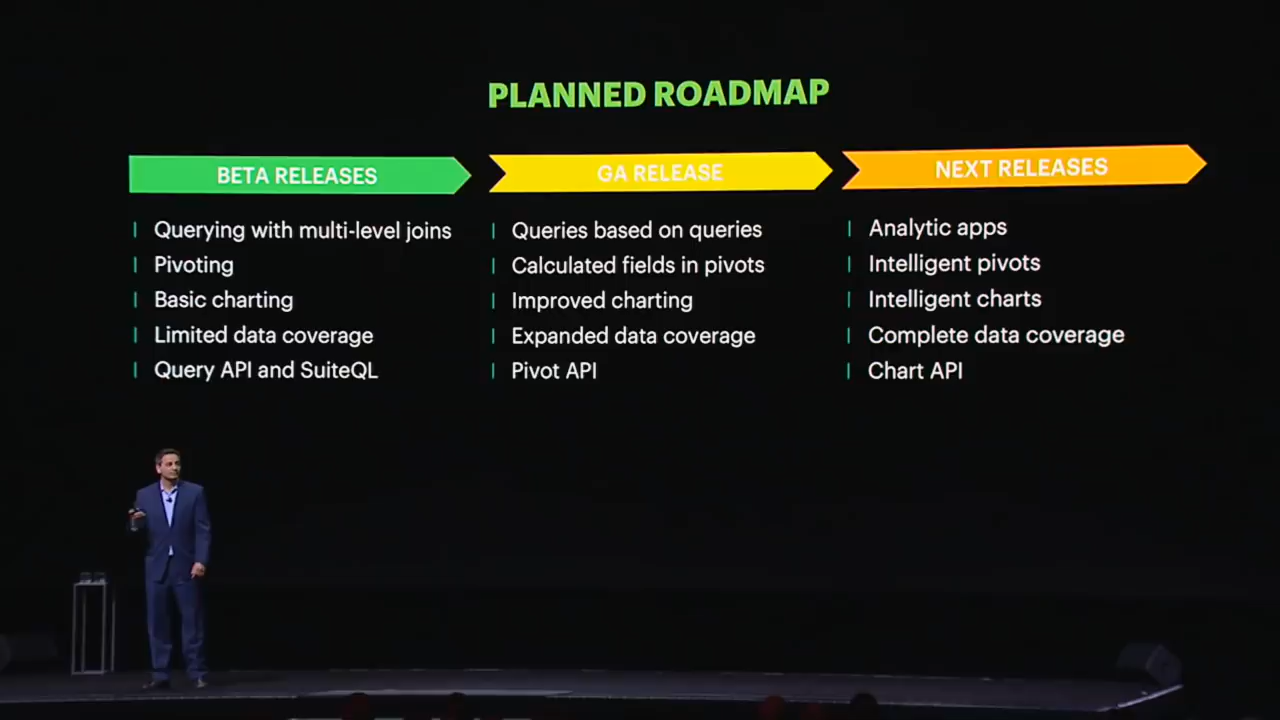 PLANNED ROADMAP
BETA RELEASES
Querying with multi-level joins
Pivoting
Basic charting
Limited data coverage
Query API and SuiteQL
GA RELEASE
Queries based on queries
Calculated fields in pivots
Improved charting
Expanded data coverage
Pivot API
NEXT RELEASES
Analytic apps
Intelligent pivots
Intelligent charts
Complete data coverage
Chart API